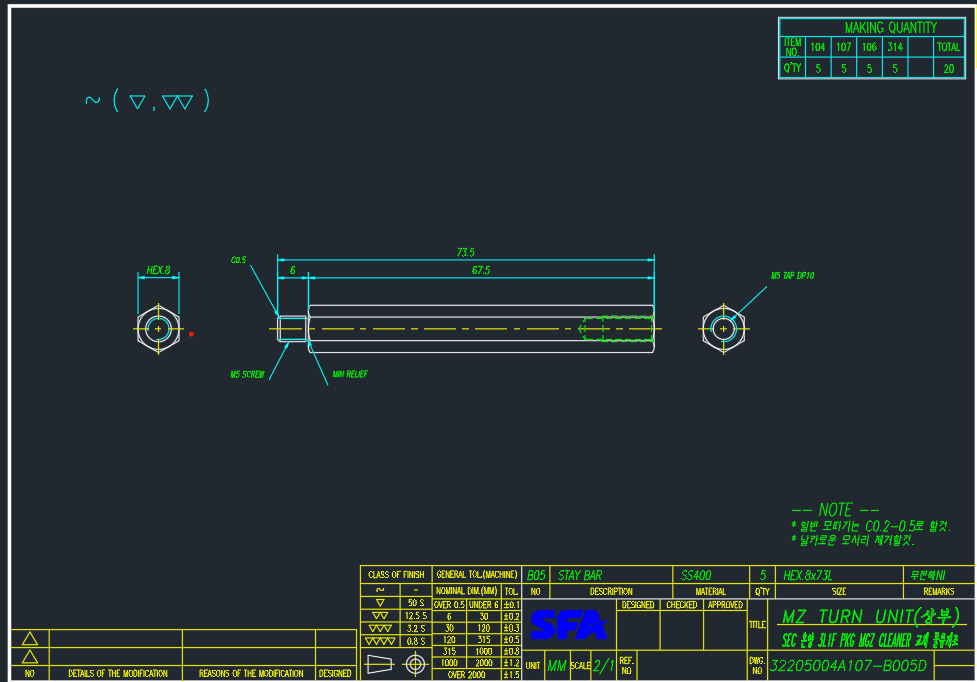 MAKING QUANTITY
ITEM NO. 104 107 106 314 TOTAL
Q'TY 5 5 5 5 20
~ ( ▽ , ▽▽ )
73.5
6 67.5
HEX.8
C0.5
M5 TAP DP10
M5 SCREW
MIN RELIEF
-- NOTE --
* 일반 모따기는 C0.2-0.5로 할것.
* 날카로운 모서리 제거할것.
CLASS OF FINISH GENERAL TOL.(MACHINE)
~ - NOMINAL DIM.(MM) TOL.
▽ 50 S OVER 0.5 UNDER 6 ±0.1
▽▽ 12.5 S 6 30 ±0.2
▽▽▽ 3.2 S 30 120 ±0.3
▽▽▽▽ 0.8 S 120 315 ±0.5
315 1000 ±0.8
1000 2000 ±1.2
OVER 2000 ±1.5
B05 STAY BAR SS400 5 HEX.8x73L 무전해NI
NO DESCRIPTION MATERIAL Q'TY SIZE REMARKS
SFA
DESIGNED CHECKED APPROVED
TITLE MZ TURN UNIT(상부)
SEC 온양 SLIF PKG MGZ CLEANER
UNIT MM SCALE 2/1 REF. NO
DWG. NO 32205004A107-B005D
NO DETAILS OF THE MODIFICATION REASONS OF THE MODIFICATION DESIGNED